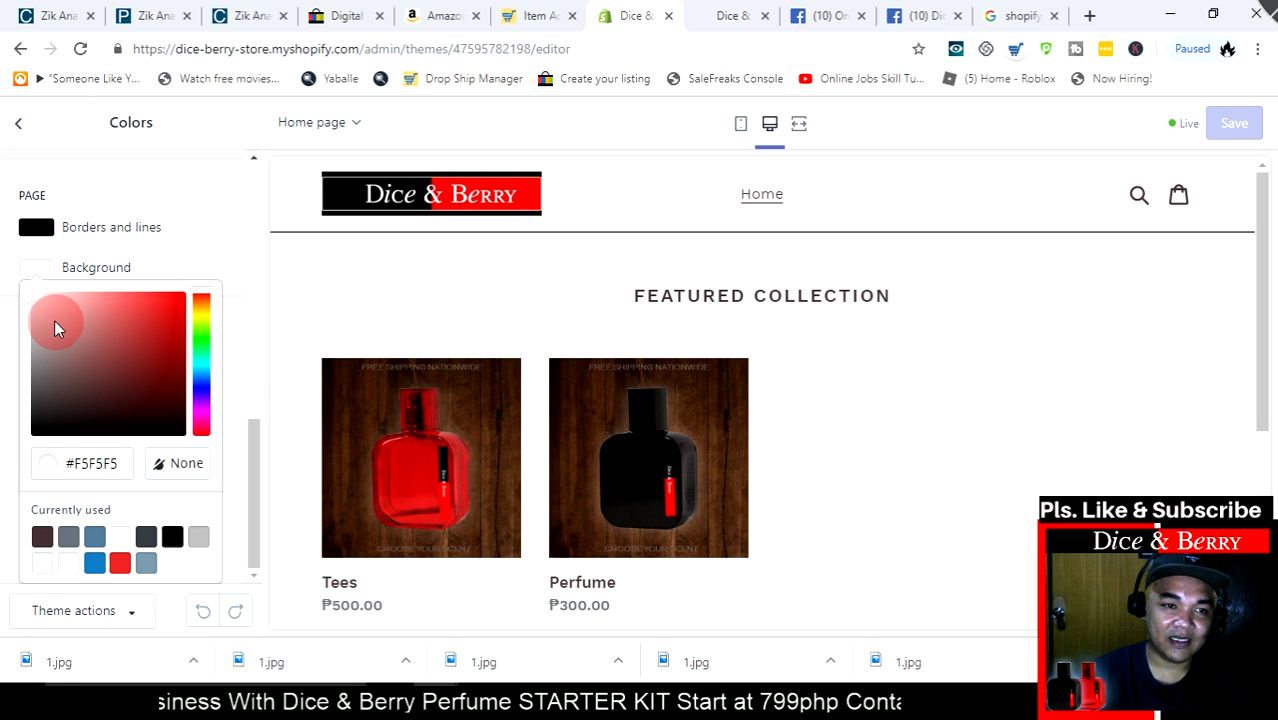 Zik Ana
Zik Ana
Zik Ana
Digital
Amazo
Item A
Dice &
Dice &
(10) On
(10) Dic
shopify
https://dice-berry-store.myshopify.com/admin/themes/47595782198/editor
Paused
"Someone Like Y...
Watch free movies...
Yaballe
Drop Ship Manager
Create your listing
SaleFreaks Console
Online Jobs Skill Tu...
(5) Home - Roblox
Now Hiring!
Colors
Home page
Live
Save
PAGE
Borders and lines
Background
#F5F5F5
None
Currently used
Theme actions
Dice & Berry
Home
FEATURED COLLECTION
FREE SHIPPING NATIONWIDE
FREE SHIPPING NATIONWIDE
CHOOSE YOUR SCENT
CHOOSE YOUR SCENT
Tees
Perfume
₱500.00
₱300.00
Pls. Like & Subscribe
Dice & Berry
1.jpg
1.jpg
1.jpg
1.jpg
1.jpg
siness With Dice & Berry Perfume STARTER KIT Start at 799php Conta